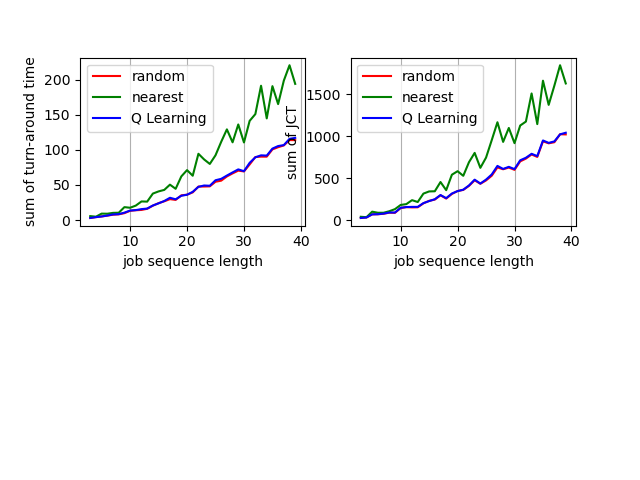 sum of turn-around time
200
150
100
50
0
random
nearest
Q Learning
10
20
30
40
job sequence length
sum of JCT
1500
1000
500
0
random
nearest
Q Learning
10
20
30
40
job sequence length